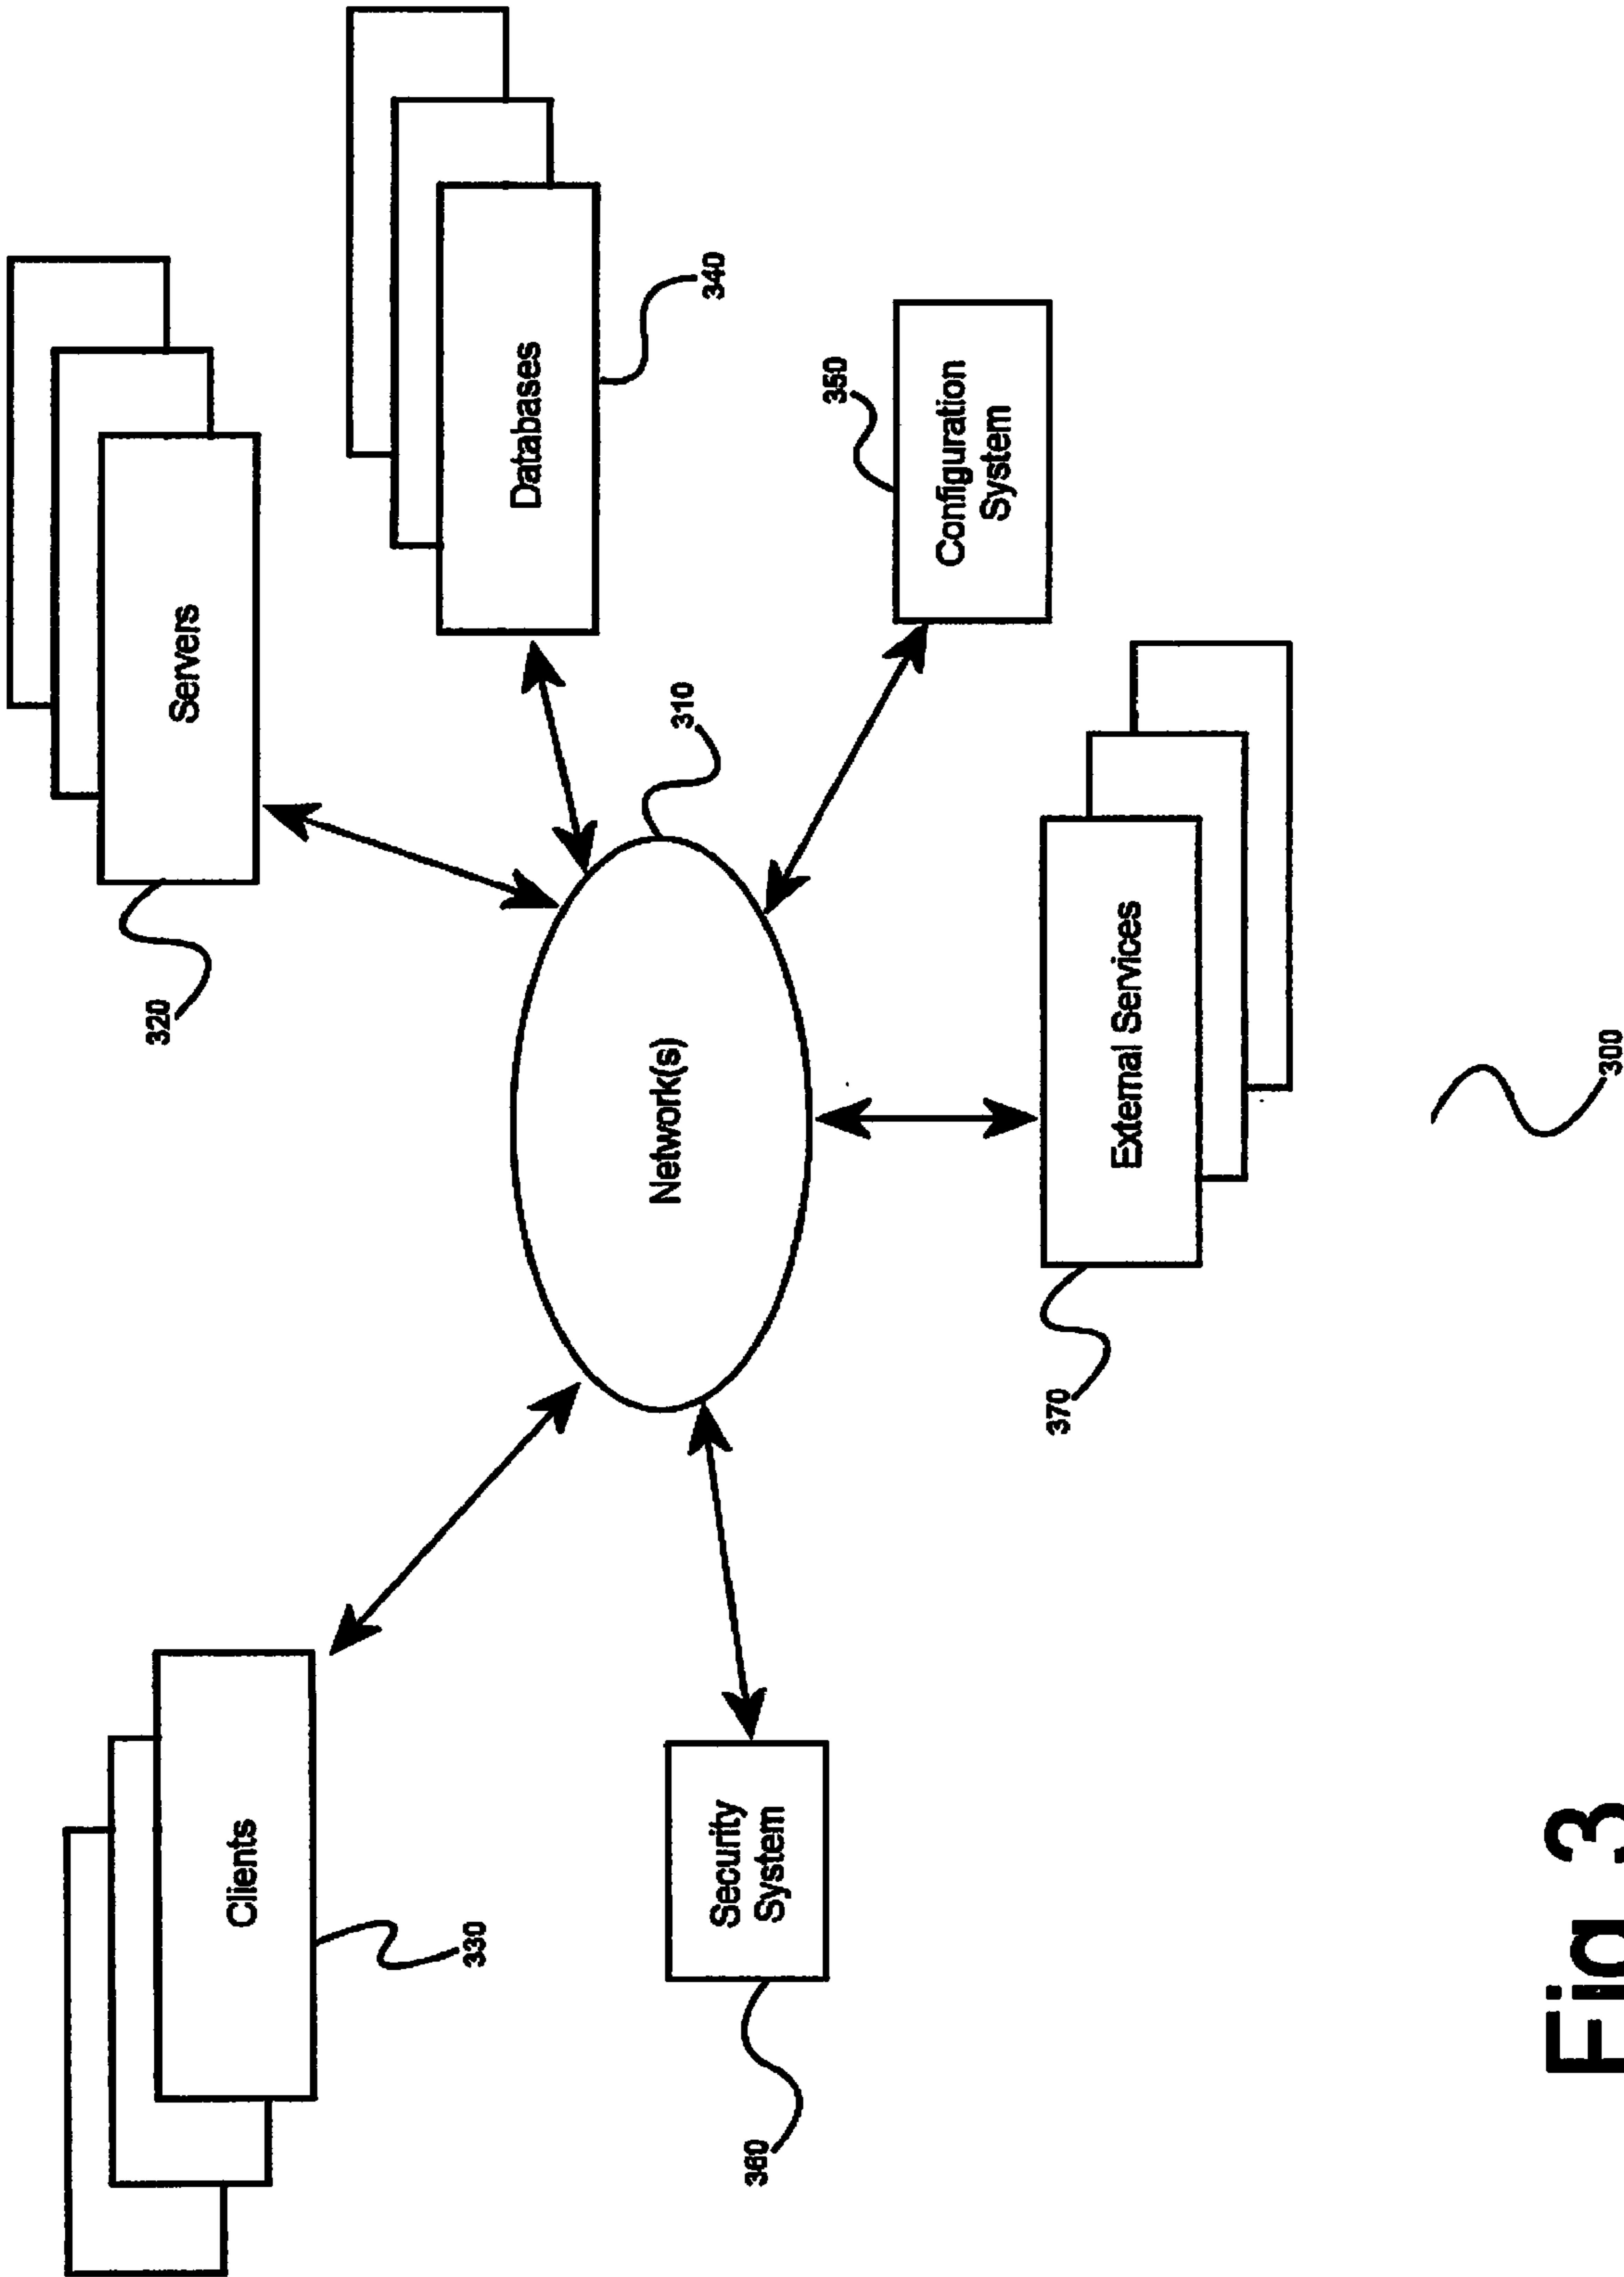 Clients
330
Servers
320
Databases
340
Network(s)
310
350
Configuration
System
Security
System
360
External Services
370
300
Fig. 3